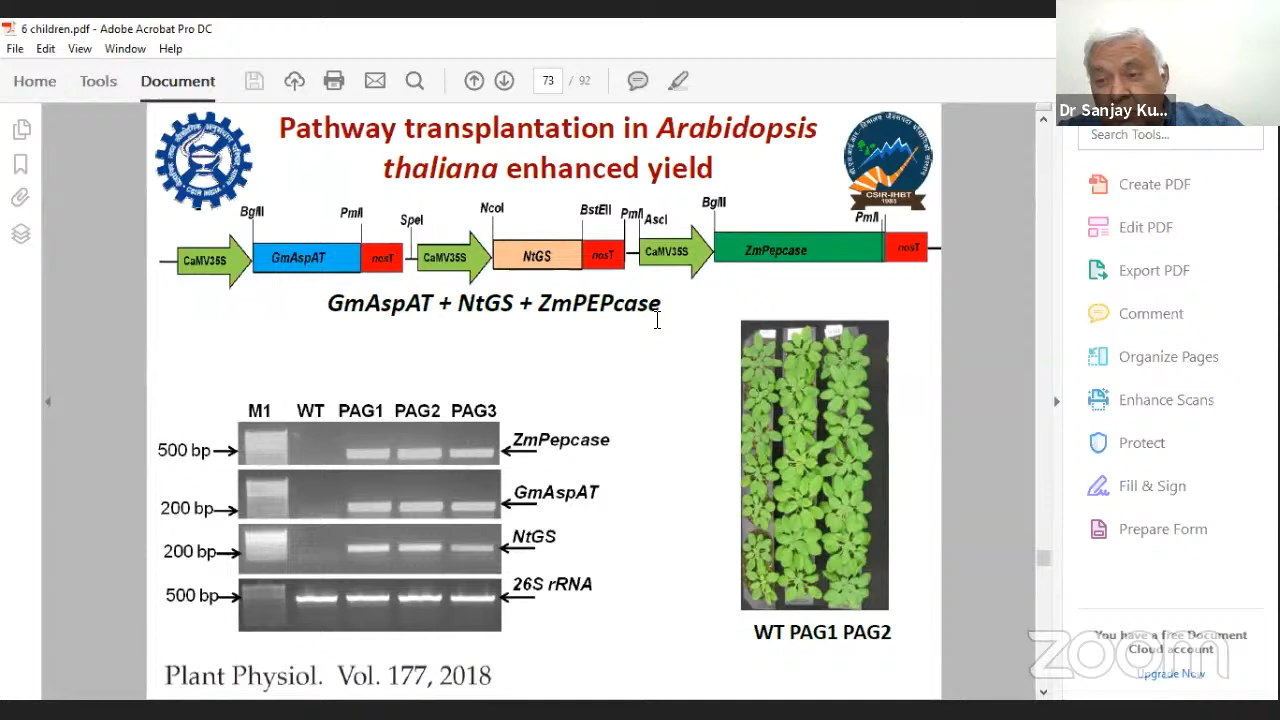 6 children.pdf - Adobe Acrobat Pro DC
File Edit View Window Help
Home Tools Document 73 / 92
Dr Sanjay Ku...
Search Tools...
Create PDF
Edit PDF
Export PDF
Comment
Organize Pages
Enhance Scans
Protect
Fill & Sign
Prepare Form
You have a free Document
Cloud account
Upgrade Now
zoom
Pathway transplantation in Arabidopsis
thaliana enhanced yield
CSIR INDIA
CSIR-IHBT
1983
BglII PmlI SpeI NcoI BstEII PmlI AscI BglII PmlI
CaMV35S GmAspAT nosT CaMV35S NtGS nosT CaMV35S ZmPepcase nosT
GmAspAT + NtGS + ZmPEPcase
M1 WT PAG1 PAG2 PAG3
500 bp ZmPepcase
200 bp GmAspAT
200 bp NtGS
500 bp 26S rRNA
WT PAG1 PAG2
Plant Physiol. Vol. 177, 2018